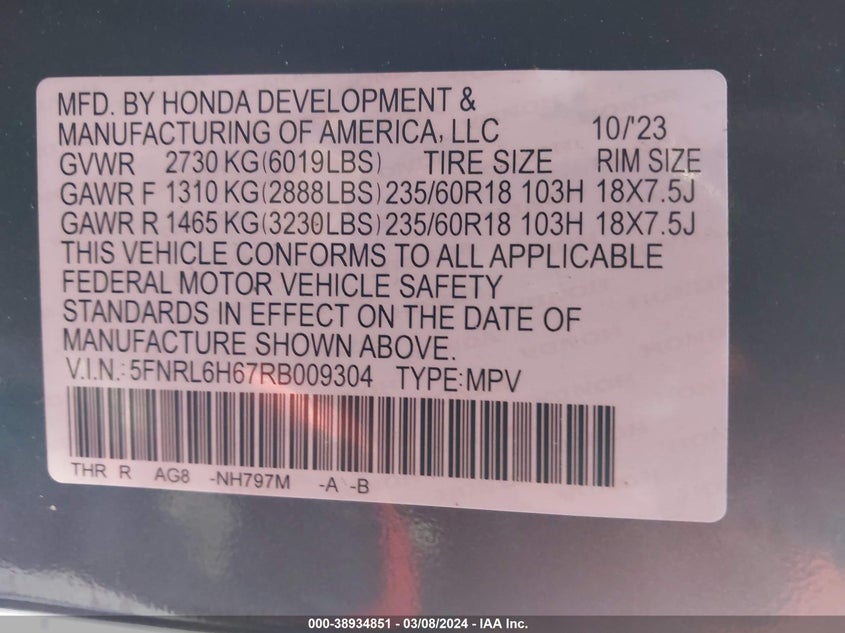 MFD. BY HONDA DEVELOPMENT &
MANUFACTURING OF AMERICA, LLC 10/'23
GVWR 2730 KG(6019LBS) TIRE SIZE RIM SIZE
GAWR F 1310 KG(2888LBS) 235/60R18 103H 18X7.5J
GAWR R 1465 KG(3230LBS) 235/60R18 103H 18X7.5J
THIS VEHICLE CONFORMS TO ALL APPLICABLE
FEDERAL MOTOR VEHICLE SAFETY
STANDARDS IN EFFECT ON THE DATE OF
MANUFACTURE SHOWN ABOVE.
V.I.N.: 5FNRL6H67RB009304 TYPE:MPV
THR R AG8 -NH797M -A -B
000-38934851 - 03/08/2024 - IAA Inc.